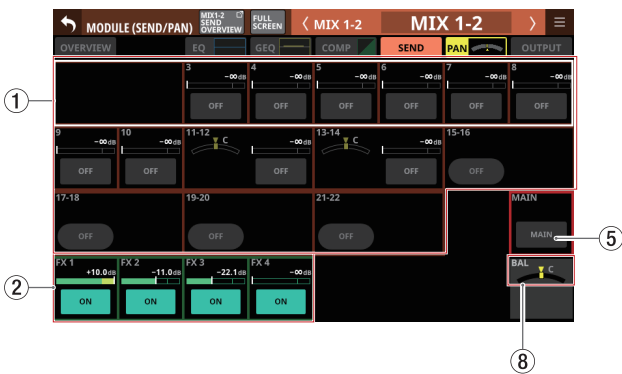 MODULE (SEND/PAN)
MIX1-2
SEND
OVERVIEW
FULL
SCREEN
MIX 1-2
MIX 1-2
OVERVIEW
EQ
GEQ
COMP
SEND
PAN
OUTPUT
1
3
-∞dB
OFF
4
-∞dB
OFF
5
-∞dB
OFF
6
-∞dB
OFF
7
-∞dB
OFF
8
-∞dB
OFF
9
-∞dB
OFF
10
-∞dB
OFF
11-12
C
-∞dB
OFF
13-14
C
-∞dB
OFF
15-16
OFF
17-18
OFF
19-20
OFF
21-22
OFF
MAIN
MAIN
5
2
FX 1
+10.0dB
ON
FX 2
-11.0dB
ON
FX 3
-22.1dB
ON
FX 4
-∞dB
ON
BAL
C
8